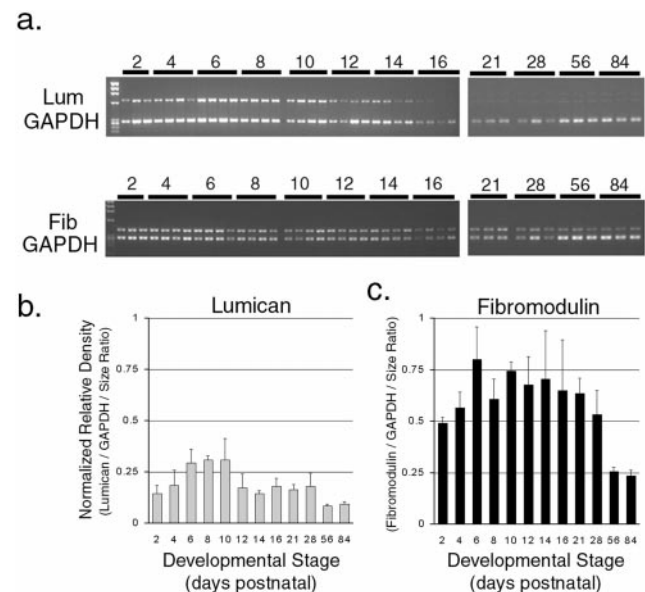 a.
2 4 6 8 10 12 14 16 21 28 56 84
Lum
GAPDH
2 4 6 8 10 12 14 16 21 28 56 84
Fib
GAPDH
b.
Lumican
Normalized Relative Density
(Lumican / GAPDH / Size Ratio)
1
0.75
0.5
0.25
0
2 4 6 8 10 12 14 16 21 28 56 84
Developmental Stage
(days postnatal)
c.
Fibromodulin
(Fibromodulin / GAPDH / Size Ratio)
1
0.75
0.5
0.25
0
2 4 6 8 10 12 14 16 21 28 56 84
Developmental Stage
(days postnatal)